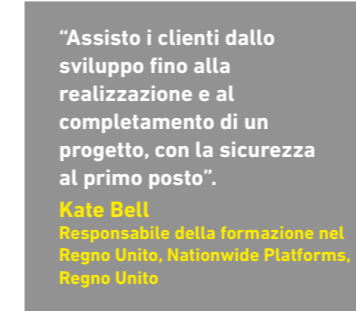 “Assisto i clienti dallo
sviluppo fino alla
realizzazione e al
completamento di un
progetto, con la sicurezza
al primo posto”.
Kate Bell
Responsabile della formazione nel
Regno Unito, Nationwide Platforms,
Regno Unito